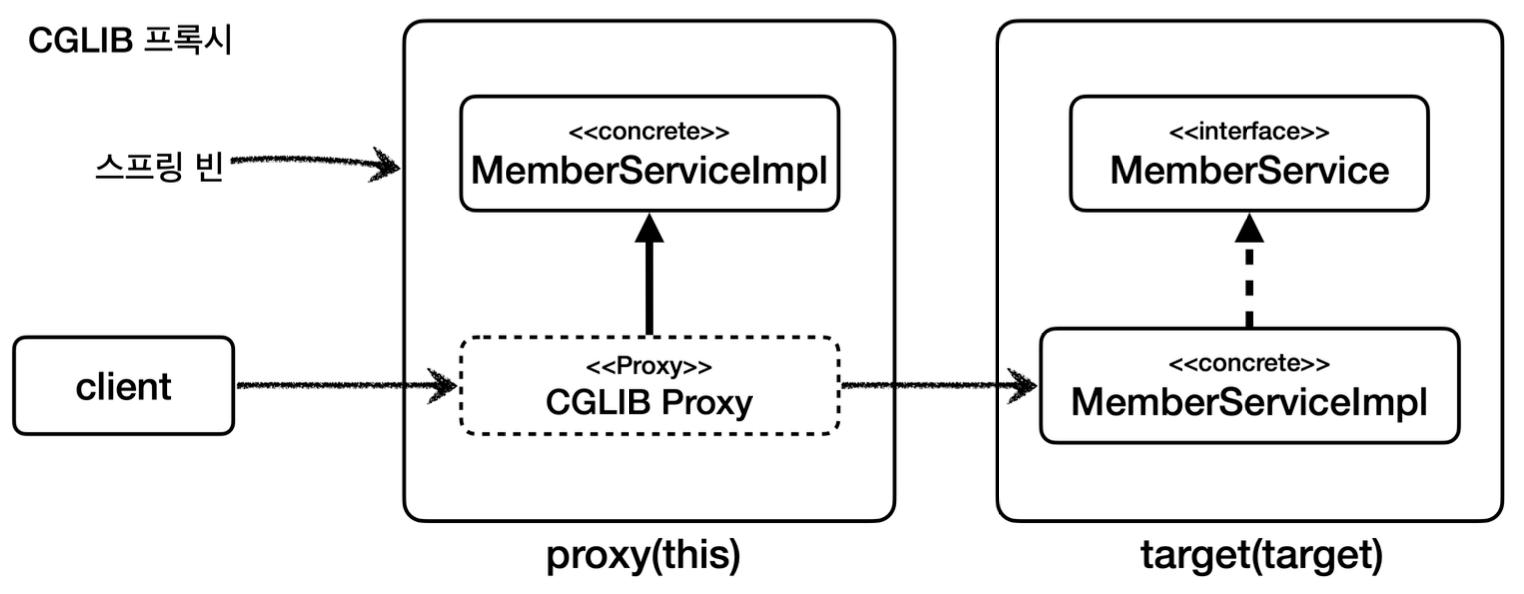 CGLIB 프록시
스프링 빈
client
<<concrete>>
MemberServiceImpl
<<Proxy>>
CGLIB Proxy
proxy(this)
<<interface>>
MemberService
<<concrete>>
MemberServiceImpl
target(target)